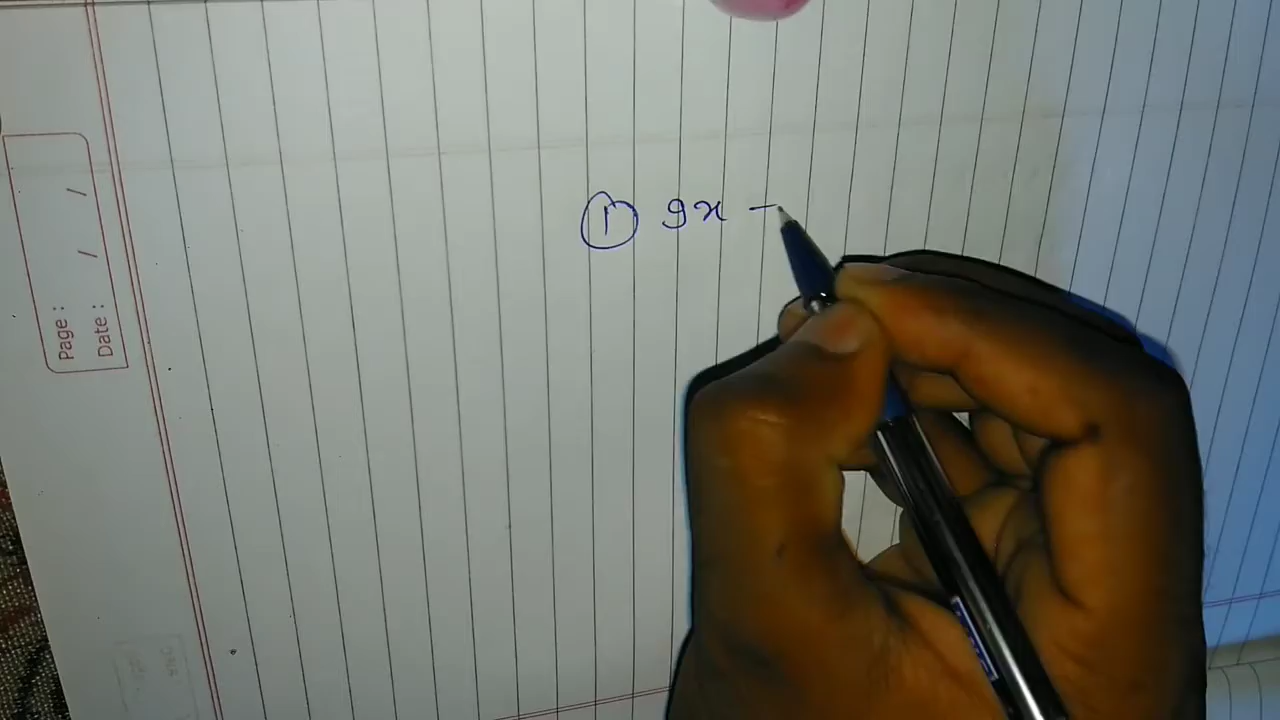 ① 9x -
Page :
Date : / /